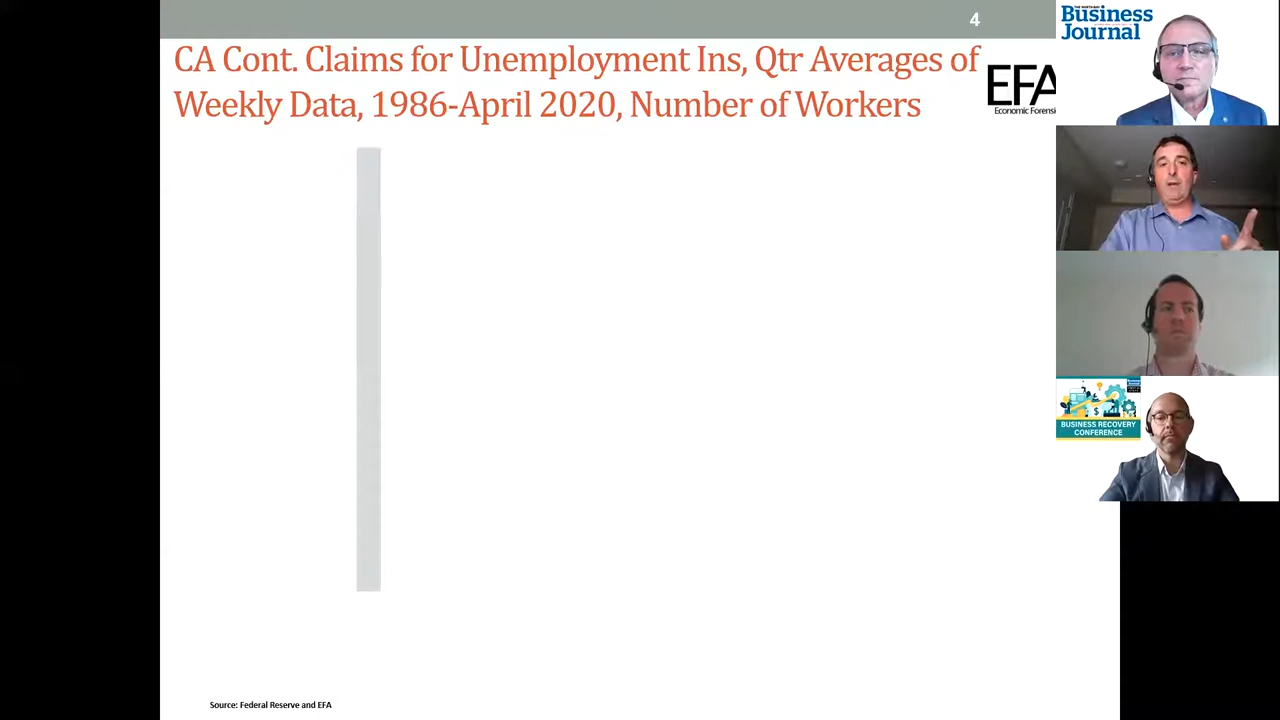 4
CA Cont. Claims for Unemployment Ins, Qtr Averages of
Weekly Data, 1986-April 2020, Number of Workers
EFA
Economic Forensi
Source: Federal Reserve and EFA
Business
Journal
BUSINESS RECOVERY
CONFERENCE